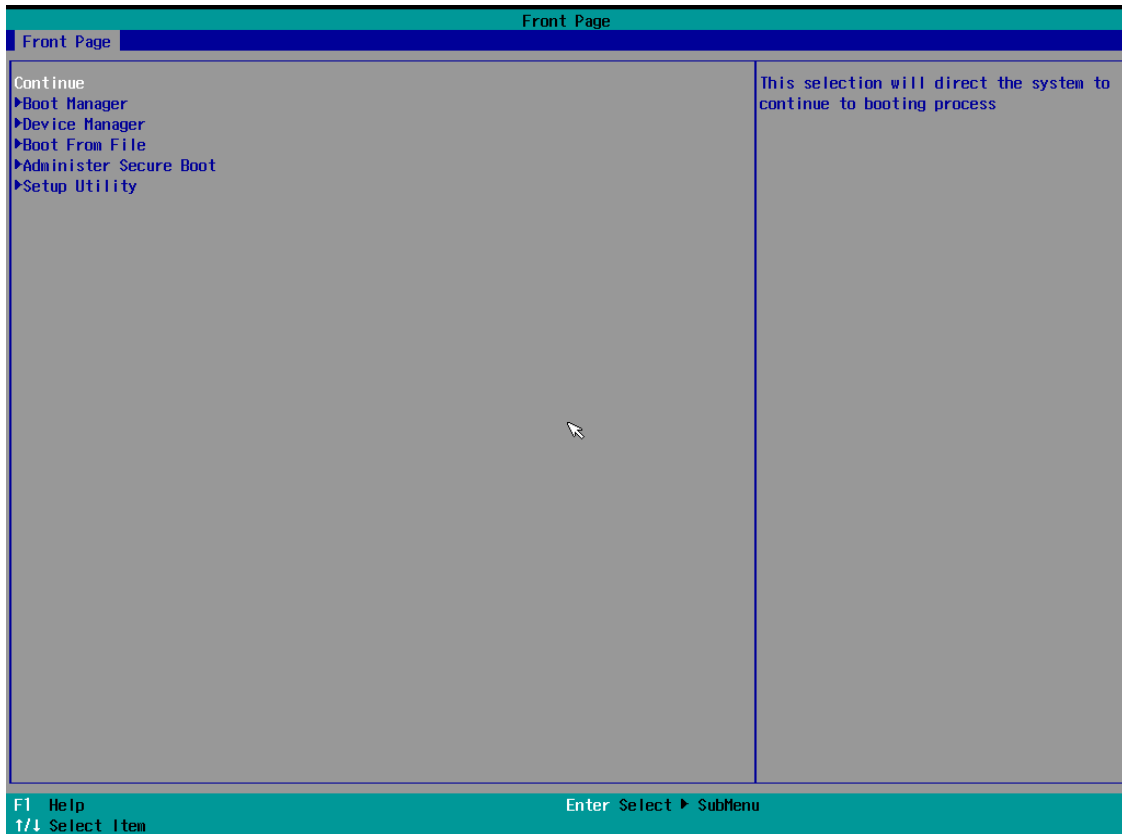 Front Page
Front Page
Continue
▶Boot Manager
▶Device Manager
▶Boot From File
▶Administer Secure Boot
▶Setup Utility
This selection will direct the system to
continue to booting process
F1 Help
Enter Select ▶ SubMenu
↑/↓ Select Item